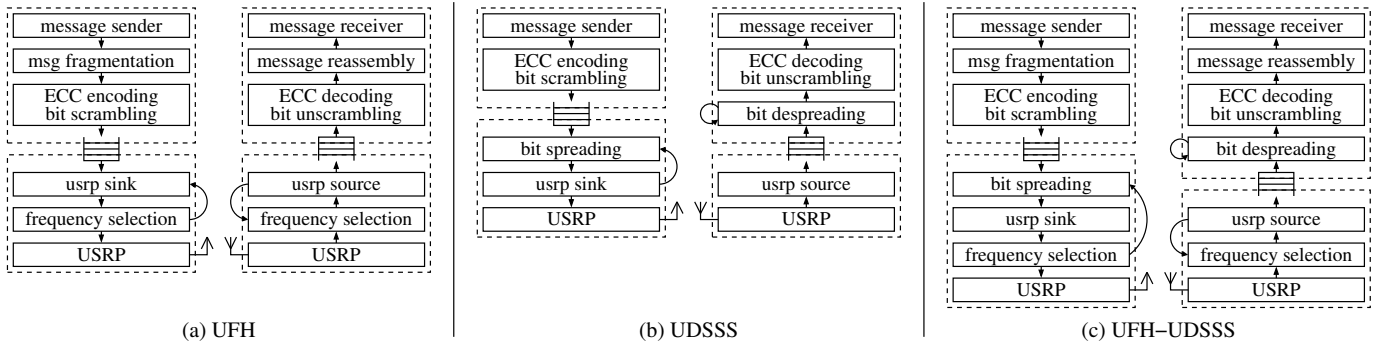 message sender
msg fragmentation
ECC encoding
bit scrambling
usrp sink
frequency selection
USRP
message receiver
message reassembly
ECC decoding
bit unscrambling
usrp source
frequency selection
USRP
(a) UFH
message sender
ECC encoding
bit scrambling
bit spreading
usrp sink
USRP
message receiver
ECC decoding
bit unscrambling
bit despreading
usrp source
USRP
(b) UDSSS
message sender
msg fragmentation
ECC encoding
bit scrambling
bit spreading
usrp sink
frequency selection
USRP
message receiver
message reassembly
ECC decoding
bit unscrambling
bit despreading
usrp source
frequency selection
USRP
(c) UFH−UDSSS